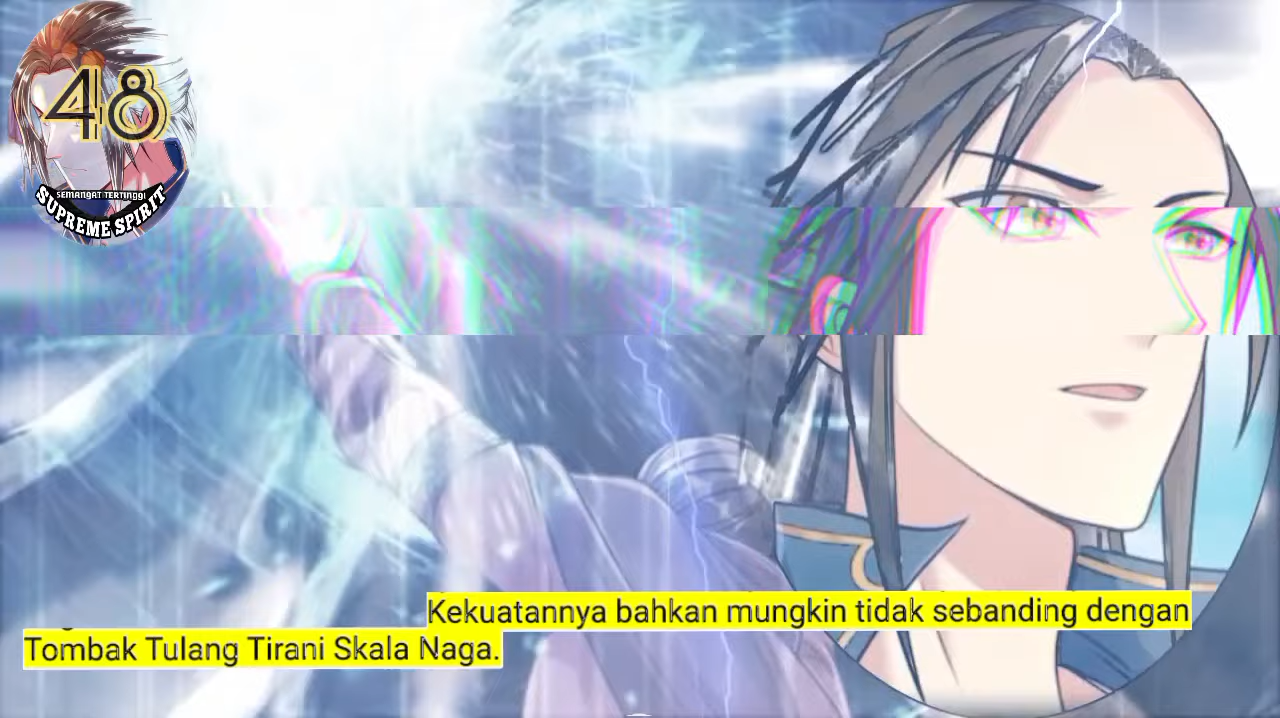 48
SEMANGAT TERTINGGI
SUPREME SPIRIT
Kekuatannya bahkan mungkin tidak sebanding dengan
Tombak Tulang Tirani Skala Naga.